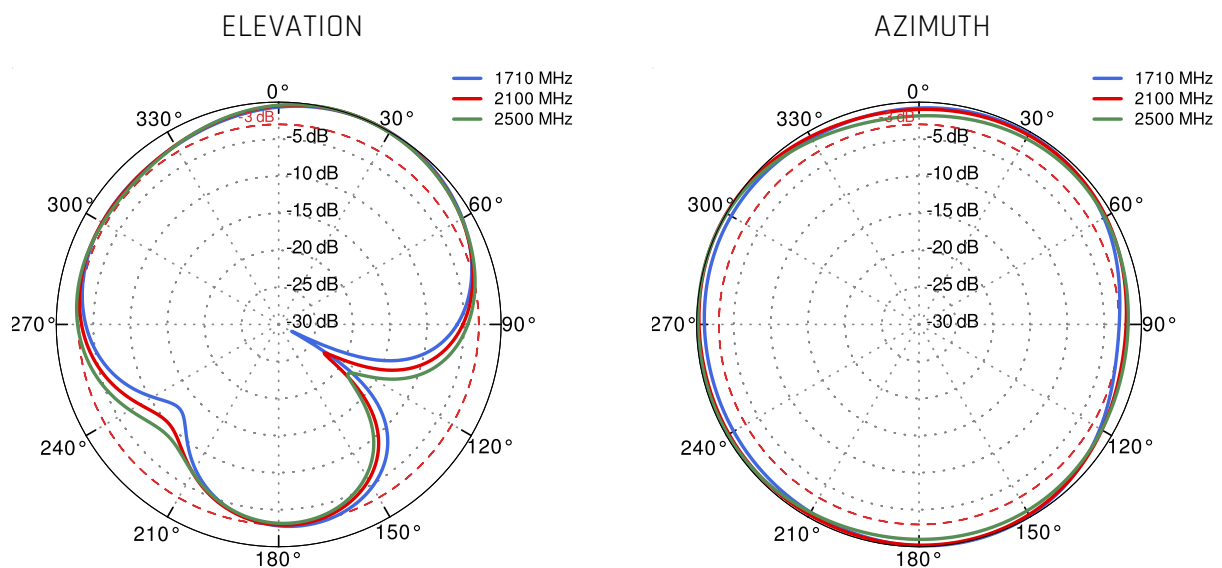 ELEVATION
1710 MHz
2100 MHz
2500 MHz
0°
30°
60°
90°
120°
150°
180°
210°
240°
270°
300°
330°
-3 dB
-5 dB
-10 dB
-15 dB
-20 dB
-25 dB
-30 dB
AZIMUTH
1710 MHz
2100 MHz
2500 MHz
0°
30°
60°
90°
120°
150°
180°
210°
240°
270°
300°
330°
-3 dB
-5 dB
-10 dB
-15 dB
-20 dB
-25 dB
-30 dB